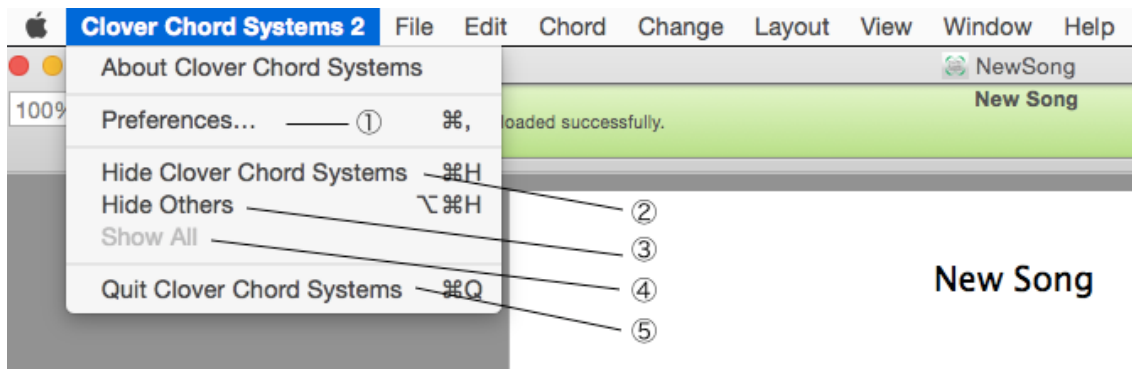 Clover Chord Systems 2 File Edit Chord Change Layout View Window Help
About Clover Chord Systems
NewSong
100%
New Song
Preferences... ① ⌘,
loaded successfully.
Hide Clover Chord Systems ⌘H
Hide Others ⌥⌘H
②
Show All
③
New Song
Quit Clover Chord Systems ⌘Q
④
⑤